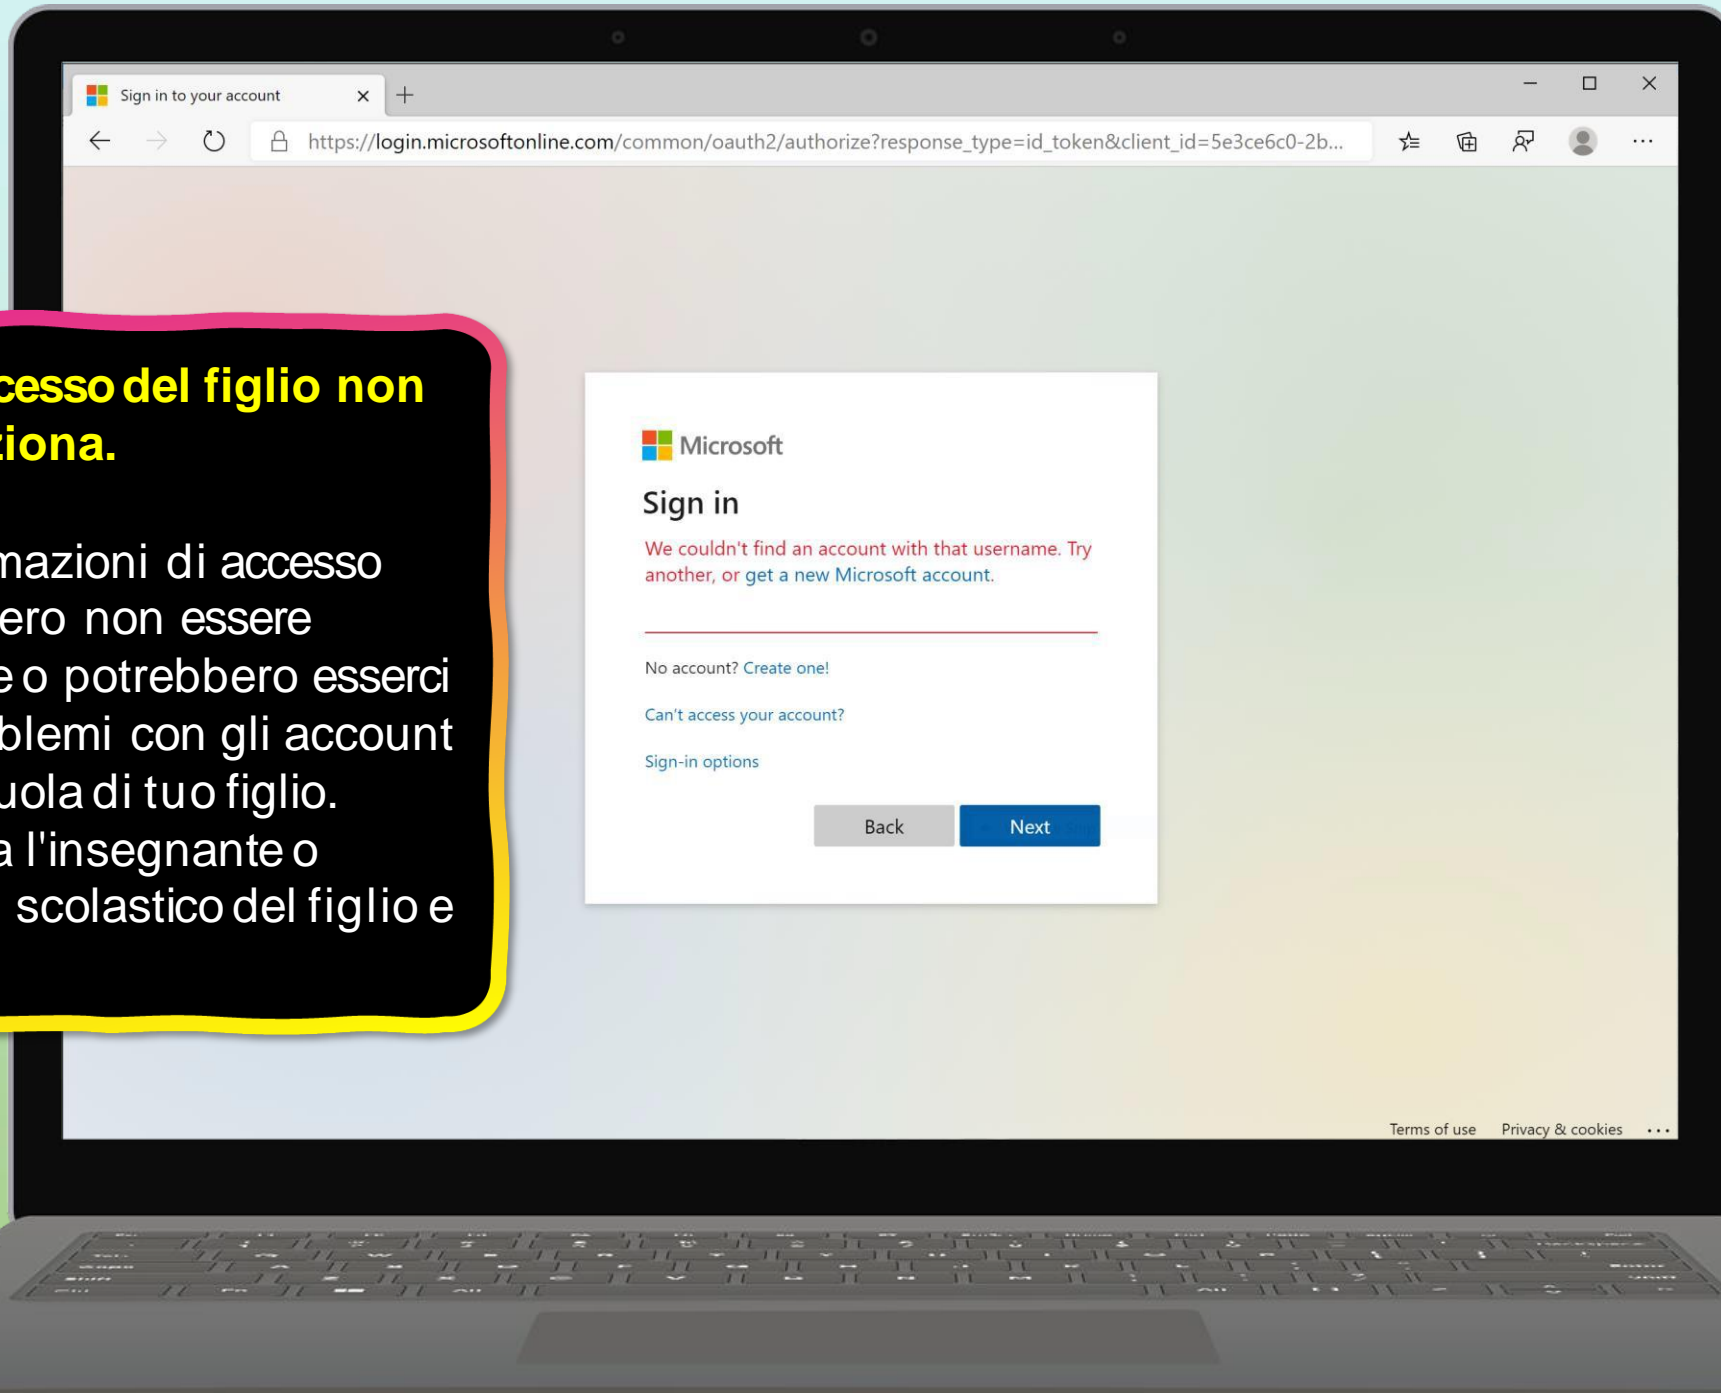 Sign in to your account
https://login.microsoftonline.com/common/oauth2/authorize?response_type=id_token&client_id=5e3ce6c0-2b...
cesso del figlio non
ziona.
mazioni di accesso
ero non essere
e o potrebbero esserci
blemi con gli account
uola di tuo figlio.
a l'insegnante o
scolastico del figlio e
Microsoft
Sign in
We couldn't find an account with that username. Try
another, or get a new Microsoft account.
No account? Create one!
Can't access your account?
Sign-in options
Back Next
Terms of use Privacy & cookies ...